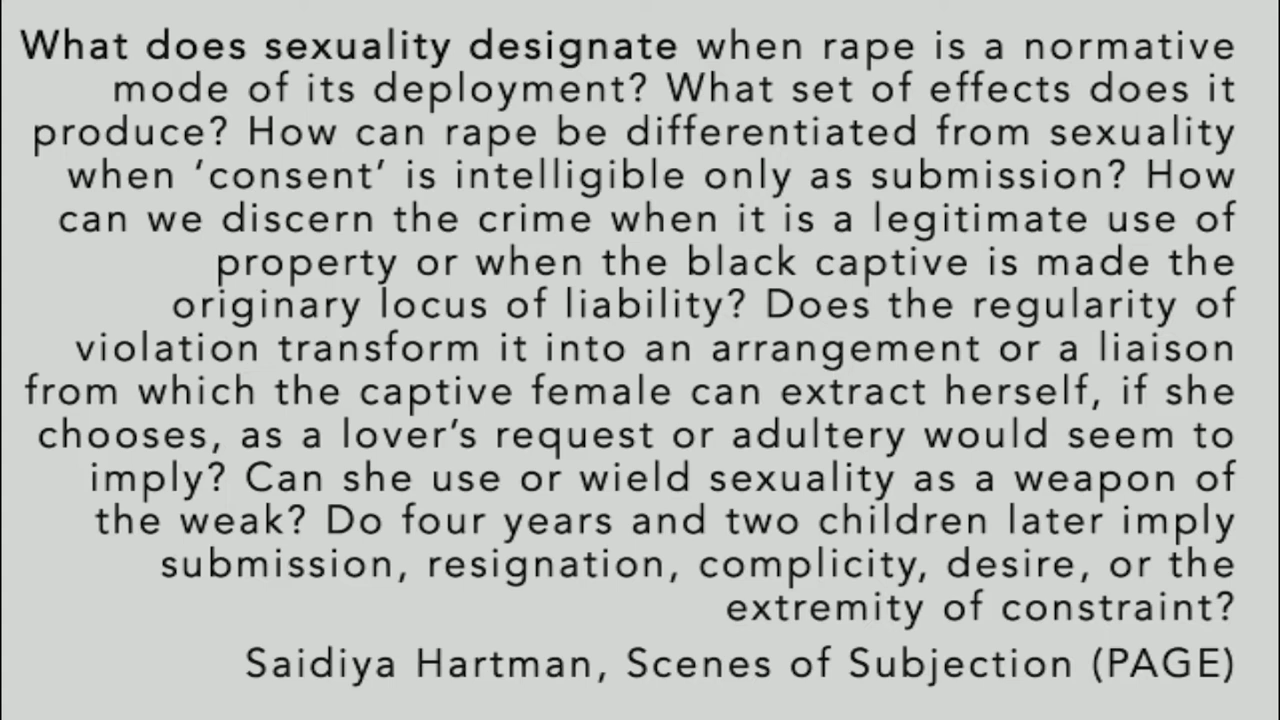 What does sexuality designate when rape is a normative
mode of its deployment? What set of effects does it
produce? How can rape be differentiated from sexuality
when ‘consent’ is intelligible only as submission? How
can we discern the crime when it is a legitimate use of
property or when the black captive is made the
originary locus of liability? Does the regularity of
violation transform it into an arrangement or a liaison
from which the captive female can extract herself, if she
chooses, as a lover’s request or adultery would seem to
imply? Can she use or wield sexuality as a weapon of
the weak? Do four years and two children later imply
submission, resignation, complicity, desire, or the
extremity of constraint?
Saidiya Hartman, Scenes of Subjection (PAGE)